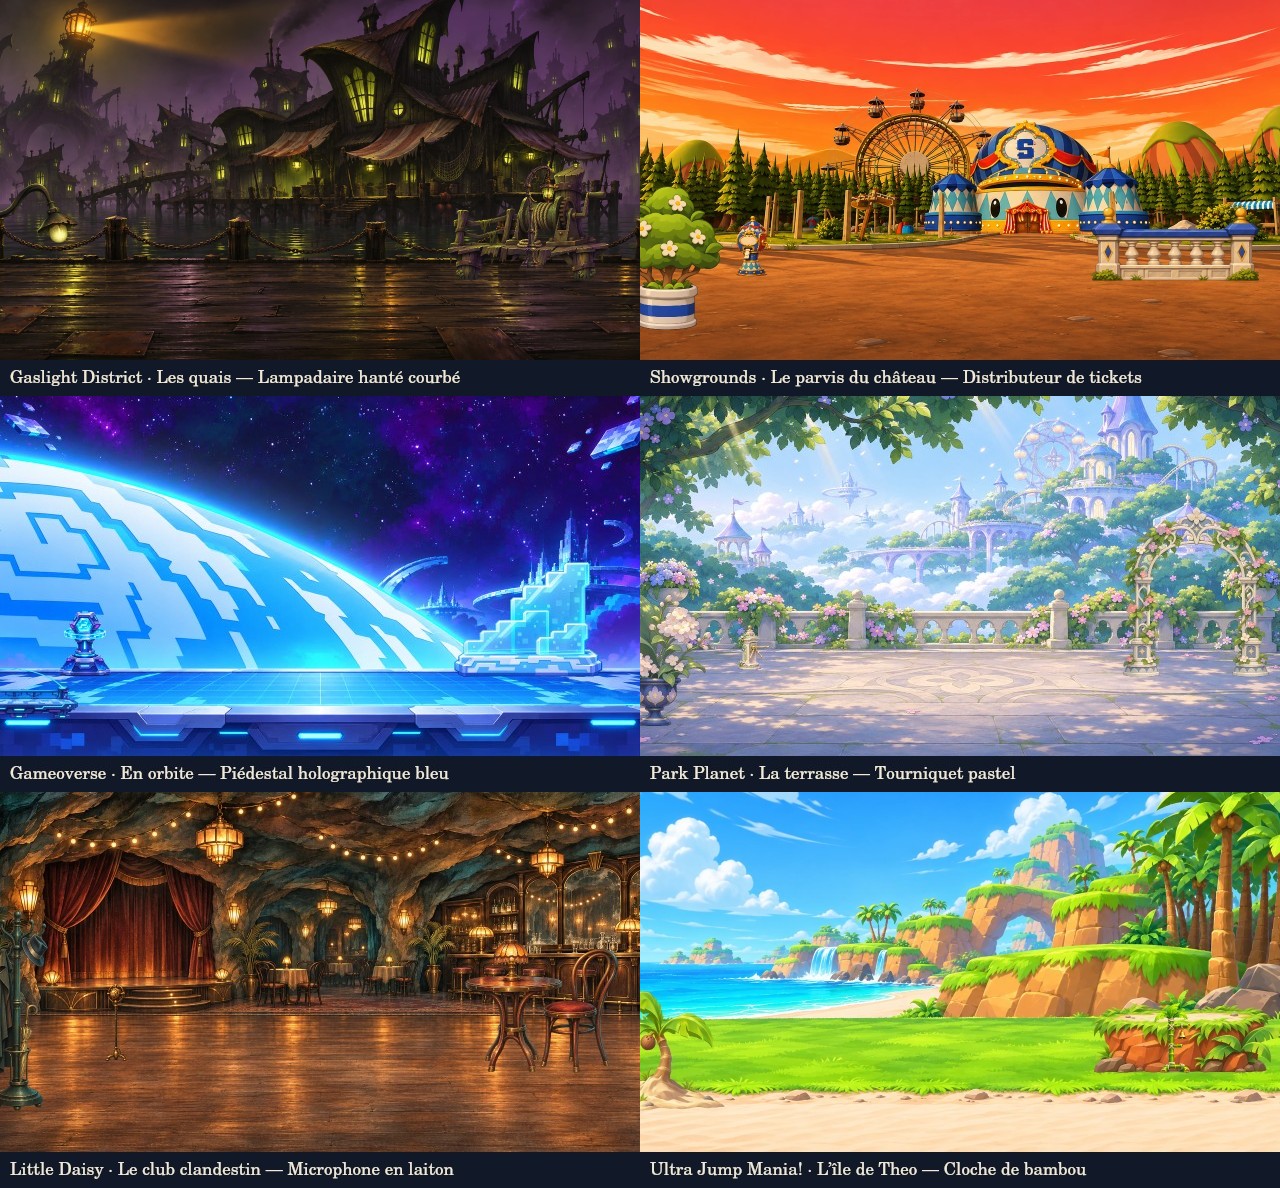 S
Gaslight District · Les quais — Lampadaire hanté courbé
Showgrounds · Le parvis du château — Distributeur de tickets
Gameoverse · En orbite — Piédestal holographique bleu
Park Planet · La terrasse — Tourniquet pastel
Little Daisy · Le club clandestin — Microphone en laiton
Ultra Jump Mania! · L’île de Theo — Cloche de bambou